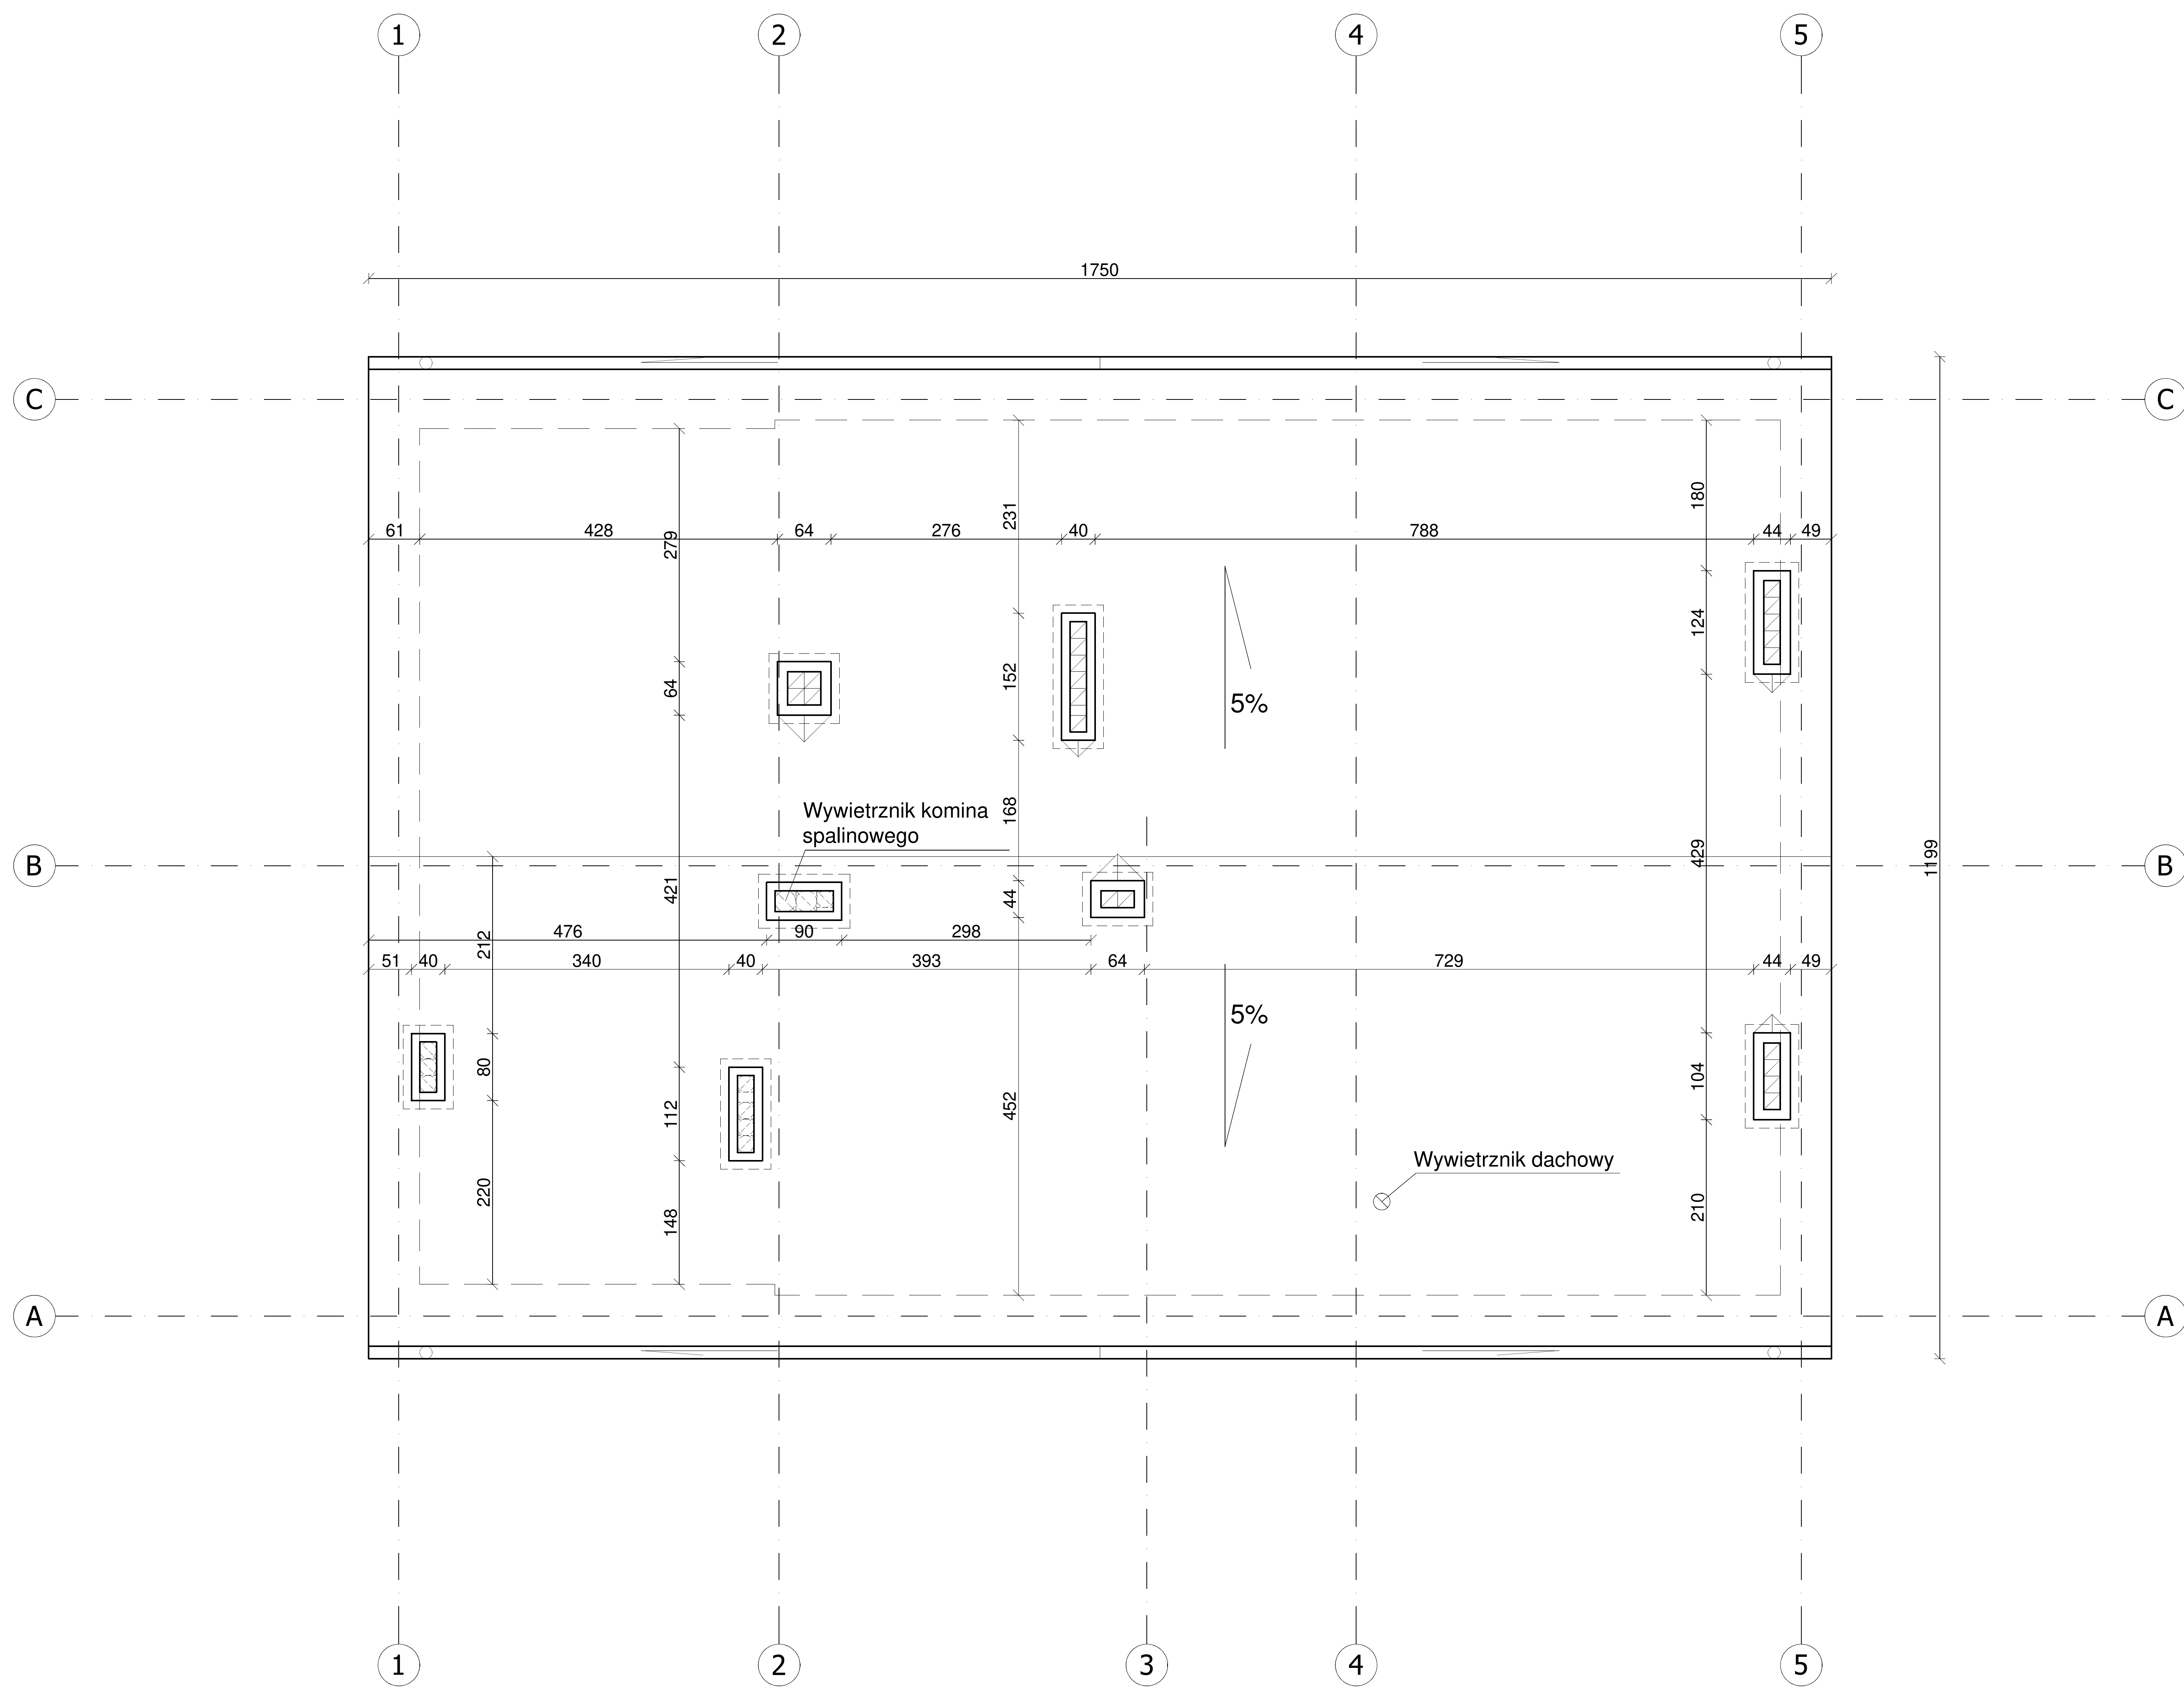 1 2 4 5
1750
C C
61 428 64 276 40 788 44 49
279
231
180
64
152
124
5%
Wywietrznik komina
spalinowego
168
B B
1199
421
44
429
212
476 90 298
51 40 340 40 393 64 729 44 49
5%
80
112
452
104
Wywietrznik dachowy
220
148
210
A A
1 2 3 4 5